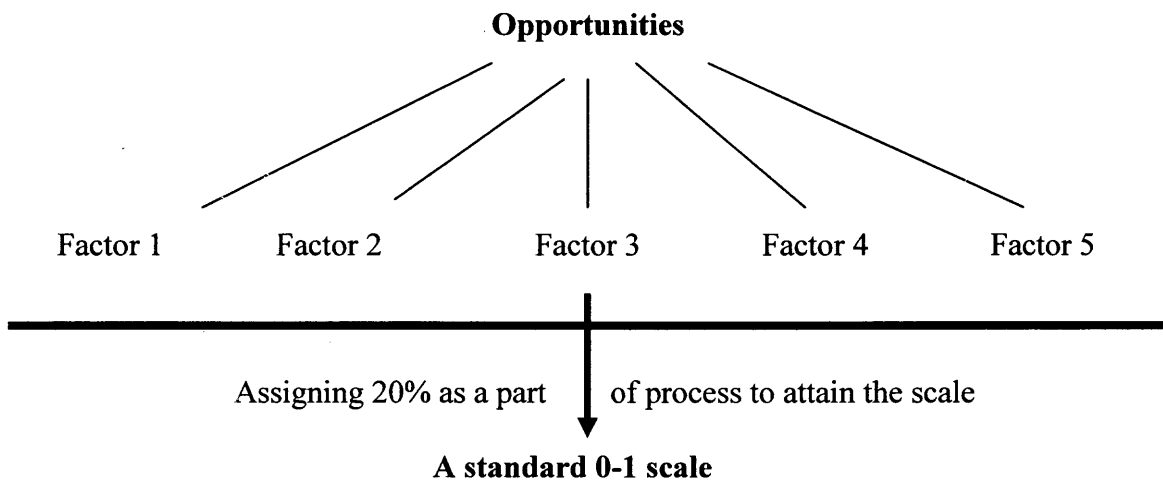 Opportunities
Factor 1 Factor 2 Factor 3 Factor 4 Factor 5
Assigning 20% as a part of process to attain the scale
A standard 0-1 scale